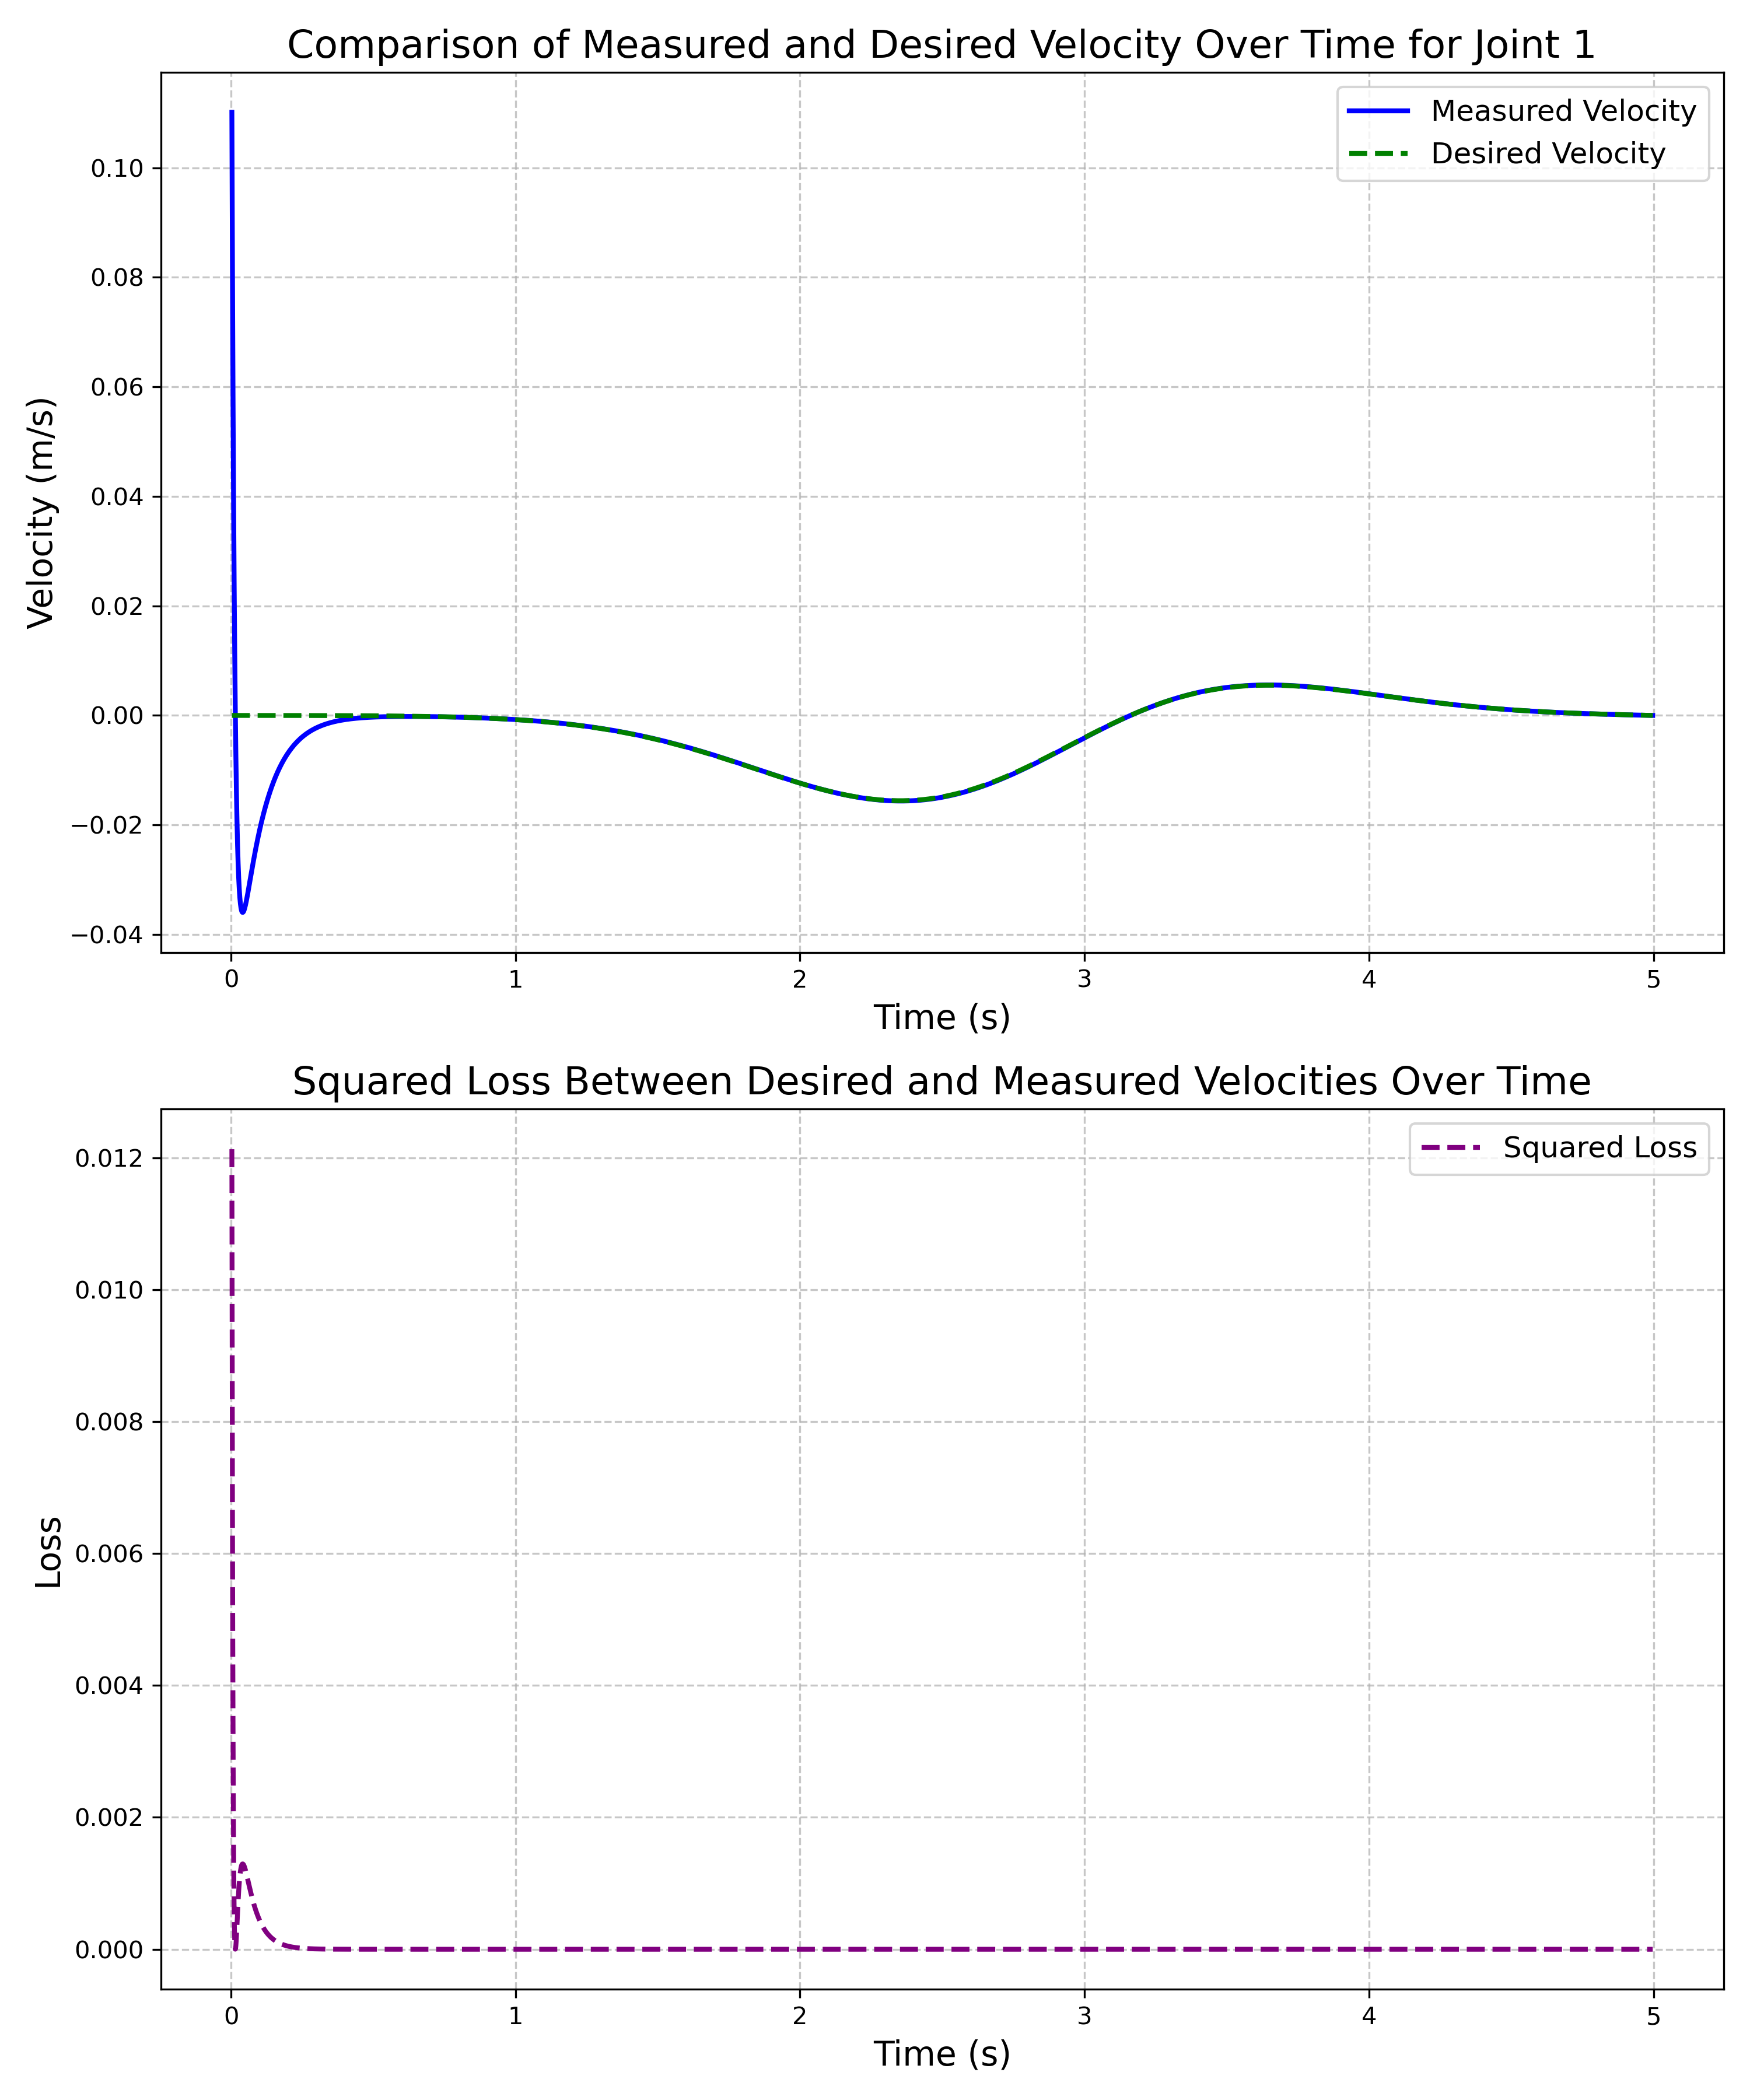 Comparison of Measured and Desired Velocity Over Time for Joint 1
Measured Velocity
Desired Velocity
Velocity (m/s)
0.10
0.08
0.06
0.04
0.02
0.00
−0.02
−0.04
0 1 2 3 4 5
Time (s)
Squared Loss Between Desired and Measured Velocities Over Time
Squared Loss
Loss
0.012
0.010
0.008
0.006
0.004
0.002
0.000
0 1 2 3 4 5
Time (s)